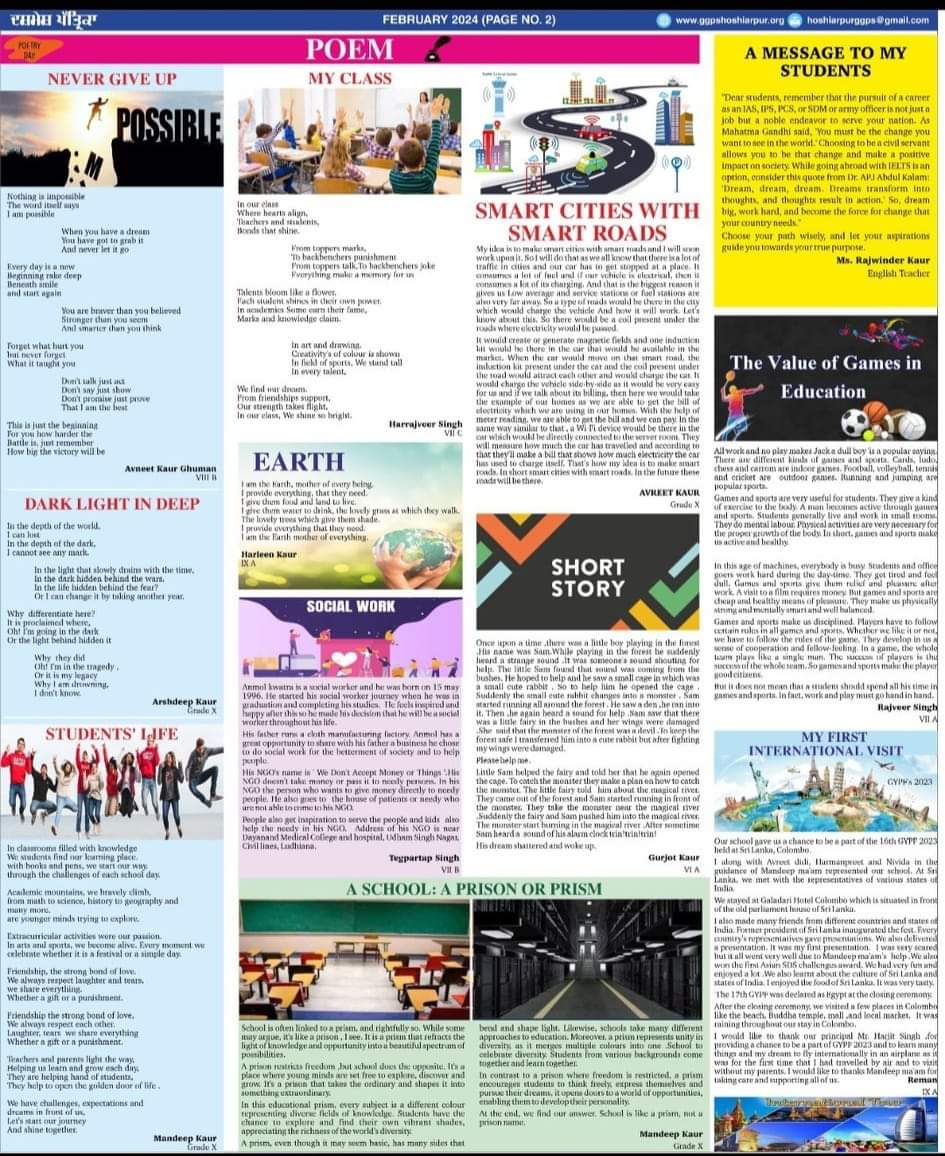 ਦਸਮੇਸ਼ ਪੱਤ੍ਰਿਕਾ
FEBRUARY 2024 (PAGE NO. 2)
www.ggpshoshiarpur.org
hoshiarpurggps@gmail.com
POETRY
DAY
POEM
NEVER GIVE UP
POSSIBLE
Nothing is impossible
The word itself says
I am possible
When you have a dream
You have got to grab it
And never let it go
Every day is a new
Beginning take deep
Beneath smile
and start again
You are braver than you believed
Stronger than you seem
And smarter than you think
Forget what hurt you
but never forget
What it taught you
Don't talk just act
Don't say just show
Don't promise just prove
That I am the best
This is just the beginning
For you how harder the
Battle is, just remember
How big the victory will be
Avneet Kaur Ghuman
VIII B
DARK LIGHT IN DEEP
In the depth of the world,
I can lost
In the depth of the dark,
I cannot see any mark.
In the light that slowly drains with the time,
In the dark hidden behind the wars.
In the life hidden behind the fear?
Or I can change it by taking another year.
Why differentiate here?
It is proclaimed where,
Oh! I'm going in the dark
Or the light behind hidden it
Why they did
Oh! I'm in the tragedy ,
Or it is my legacy
Why I am drowning,
I don't know.
Arshdeep Kaur
Grade X
STUDENTS' LIFE
In classrooms filled with knowledge
We students find our learning place.
with books and pens, we start our way
through the challenges of each school day.
Academic mountains, we bravely climb,
from math to science, history to geography and
many more.
are younger minds trying to explore.
Extracurricular activities were our passion.
In arts and sports, we become alive. Every moment we
celebrate whether it is a festival or a simple day.
Friendship, the strong bond of love.
We always respect laughter and tears,
we share everything.
Whether a gift or a punishment.
Friendship the strong bond of love,
We always respect each other.
Laughter, tears we share everything
Whether a gift or a punishment.
Teachers and parents light the way,
Helping us learn and grow each day,
They are helping hand of students,
They help to open the golden door of life .
We have challenges, expectations and
dreams in front of us,
Let's start our journey
And shine together.
Mandeep Kaur
Grade X
MY CLASS
In our class
Where hearts align,
Teachers and students,
Bonds that shine.
From toppers marks,
To backbenchers punishment
From toppers talk,To backbenchers joke
Everything make a memory for us
Talents bloom like a flower,
Each student shines in their own power.
In academics Some earn their fame,
Marks and knowledge claim.
In art and drawing,
Creativity's of colour is shown
In field of sports, We stand tall
In every talent.
We find our dream.
From friendships support,
Our strength takes flight,
In our class, We shine so bright.
Harrajveer Singh
VII C
EARTH
I am the Earth, mother of every being.
I provide everything, that they need.
I give them food and land to live.
I give them water to drink, the lovely grass at which they walk.
The lovely trees which give them shade.
I provide everything that they need.
I am the Earth mother of everything.
Harleen Kaur
IX A
SOCIAL WORK
Anmol kwatra is a social worker and he was born on 15 may
1996. He started his social worker journey when he was in
graduation and completing his studies. The feels inspired and
happy after this so he made his decision that he will be a social
worker throughout his life.
His father runs a cloth manufacturing factory. Anmol has a
great opportunity to share with his father a business he chose
to do social work for the betterment of society and to help
people.
His NGO's name is ' We Don't Accept Money or Things '.His
NGO doesn't take money or pass it to needy persons. In his
NGO the person who wants to give money directly to needy
people. He also goes to the house of patients or needy who
are not able to come to his NGO.
People also get inspiration to serve the people and kids also
help the needy in his NGO. Address of his NGO is near
Dayanand Medical College and hospital, Udham Singh Nagar,
Civil lines, Ludhiana.
Tegpartap Singh
VII B
SMART CITIES WITH
SMART ROADS
My idea is to make smart cities with smart roads and I will soon
work upon it. So I will do that as we all know that there is a lot of
traffic in cities and our car has to get stopped at a place. It
consumes a lot of fuel and if our vehicle is electrical, then it
consumes a lot of its charging. And that is the biggest reason it
gives us Low average and service stations or fuel stations are
also very far away. So a type of roads would be there in the city
which would charge the vehicle And how it will work. Let's
know about this. So there would be a coil present under the
roads where electricity would be passed.
It would create or generate magnetic fields and one induction
kit would be there in the car that would be available in the
market. When the car would move on that smart road, the
induction kit present under the car and the coil present under
the road would attract each other and would charge the car. It
would charge the vehicle side-by-side as it would be very easy
for us and if we talk about its billing, then here we would take
the example of our homes as we are able to get the bill of
electricity which we are using in our homes. With the help of
meter reading, we are able to get the bill and we can pay. In the
same way similar to that , a Wi Fi device would be there in the
car which would be directly connected to the server room. They
will measure how much the car has travelled and according to
that they'll make a bill that shows how much electricity the car
has used to charge itself. That's how my idea is to make smart
roads. In short smart cities with smart roads. In the future these
roads will be there.
AVREET KAUR
Grade X
SHORT
STORY
Once upon a time ,there was a little boy playing in the forest
.His name was Sam.While playing in the forest he suddenly
heard a strange sound .It was someone's sound shouting for
help. The little Sam found that sound was coming from the
bushes. He hoped to help and he saw a small cage in which was
a small cute rabbit . So to help him he opened the cage .
Suddenly the small cute rabbit changes into a monster . Sam
started running all around the forest . He saw a den ,he ran into
it. Then ,he again heard a sound for help .Sam saw that there
was a little fairy in the bushes and her wings were damaged
.She said that the monster of the forest was a devil .To keep the
forest safe I transferred him into a cute rabbit but after fighting
my wings were damaged.
Please help me.
Little Sam helped the fairy and told her that he again opened
the cage. To catch the monster they make a plan on how to catch
the monster. The little fairy told him about the magical river.
They came out of the forest and Sam started running in front of
the monster. They take the monster near the magical river
.Suddenly the fairy and Sam pushed him into the magical river.
The monster start burning in the magical river .After sometime
Sam heard a sound of his alarm clock trin!trin!trin!
His dream shattered and woke up.
Gurjot Kaur
VI A
A SCHOOL: A PRISON OR PRISM
School is often linked to a prism, and rightfully so. While some
may argue, it's like a prison , I see. It is a prism that refracts the
light of knowledge and opportunity into a beautiful spectrum of
possibilities.
A prison restricts freedom ,but school does the opposite. It's a
place where young minds are set free to explore, discover and
grow. It's a prison that takes the ordinary and shapes it into
something extraordinary.
In this educational prism, every subject is a different colour
representing diverse fields of knowledge. Students have the
chance to explore and find their own vibrant shades,
appreciating the richness of the world's diversity.
A prism, even though it may seem basic, has many sides that
bend and shape light. Likewise, schools take many different
approaches to education. Moreover, a prism represents unity in
diversity, as it merges multiple colours into one .School to
celebrate diversity. Students from various backgrounds come
together and learn together.
In contrast to a prison where freedom is restricted, a prism
encourages students to think freely, express themselves and
pursue their dreams, it opens doors to a world of opportunities,
enabling them to develop their personality.
At the end, we find our answer. School is like a prism, not a
prison name.
Mandeep Kaur
Grade X
A MESSAGE TO MY
STUDENTS
"Dear students, remember that the pursuit of a career
as an IAS, IPS, PCS, or SDM or army officer is not just a
job but a noble endeavor to serve your nation. As
Mahatma Gandhi said, 'You must be the change you
want to see in the world.' Choosing to be a civil servant
allows you to be that change and make a positive
impact on society. While going abroad with IELTS is an
option, consider this quote from Dr. APJ Abdul Kalam:
'Dream, dream, dream. Dreams transform into
thoughts, and thoughts result in action.' So, dream
big, work hard, and become the force for change that
your country needs."
Choose your path wisely, and let your aspirations
guide you towards your true purpose.
Ms. Rajwinder Kaur
English Teacher
The Value of Games in
Education
All work and no play makes Jack a dull boy' is a popular saying.
There are different kinds of games and sports. Cards, ludo,
chess and carrom are indoor games. Football, volleyball, tennis
and cricket are outdoor games. Running and jumping are
popular sports.
Games and sports are very useful for students. They give a kind
of exercise to the body. A man becomes active through games
and sports. Students generally live and work in small rooms.
They do mental labour. Physical activities are very necessary for
the proper growth of the body. In short, games and sports make
us active and healthy.
In this age of machines, everybody is busy. Students and office
goers work hard during the day-time. They get tired and feel
dull. Games and sports give them relief and pleasure after
work. A visit to a film requires money. But games and sports are
cheap and healthy means of pleasure. They make us physically
strong and mentally smart and well balanced.
Games and sports make us disciplined. Players have to follow
certain rules in all games and sports. Whether we like it or not,
we have to follow the rules of the game. They develop in us a
sense of cooperation and fellow-feeling. In a game, the whole
team plays like a single man. The success of players is the
success of the whole team. So games and sports make the player
good citizens.
But it does not mean that a student should spend all his time in
games and sports. In fact, work and play must go hand in hand.
Rajveer Singh
VII A
MY FIRST
INTERNATIONAL VISIT
GYPF's 2023
Our school gave us a chance to be a part of the 16th GYPF 2023
held at Sri Lanka, Colombo.
I along with Avreet didi, Harmanpreet and Nivida in the
guidance of Mandeep ma'am represented our school. At Sri
Lanka, we met with the representatives of various states of
India.
We stayed at Galadari Hotel Colombo which is situated in front
of the old parliament house of Sri Lanka.
I also made many friends from different countries and states of
India. Former president of Sri Lanka inaugurated the fest. Every
country's representatives gave presentations. We also delivered
a presentation. It was my first presentation. I was very scared
but it all went very well due to Mandeep ma'am's help .We also
won the first Asian SDS challenges award. We had very fun and
enjoyed a lot .We also learnt about the culture of Sri Lanka and
states of India. I enjoyed the food of Sri Lanka. It was very tasty.
The 17th GYPF was declared as Egypt at the closing ceremony.
After the closing ceremony, we visited a few places in Colombo
like the beach, Buddha temple, mall ,and local market. It was
raining throughout our stay in Colombo.
I would like to thank our principal Mr. Harjit Singh ,for
providing a chance to be a part of GYPF 2023 and to learn many
things and my dream to fly internationally in an airplane as it
was for the first time that I had travelled by air and to visit
without my parents. I would like to thanks Mandeep ma'am for
taking care and supporting all of us.
Reman
IX A
International Tour